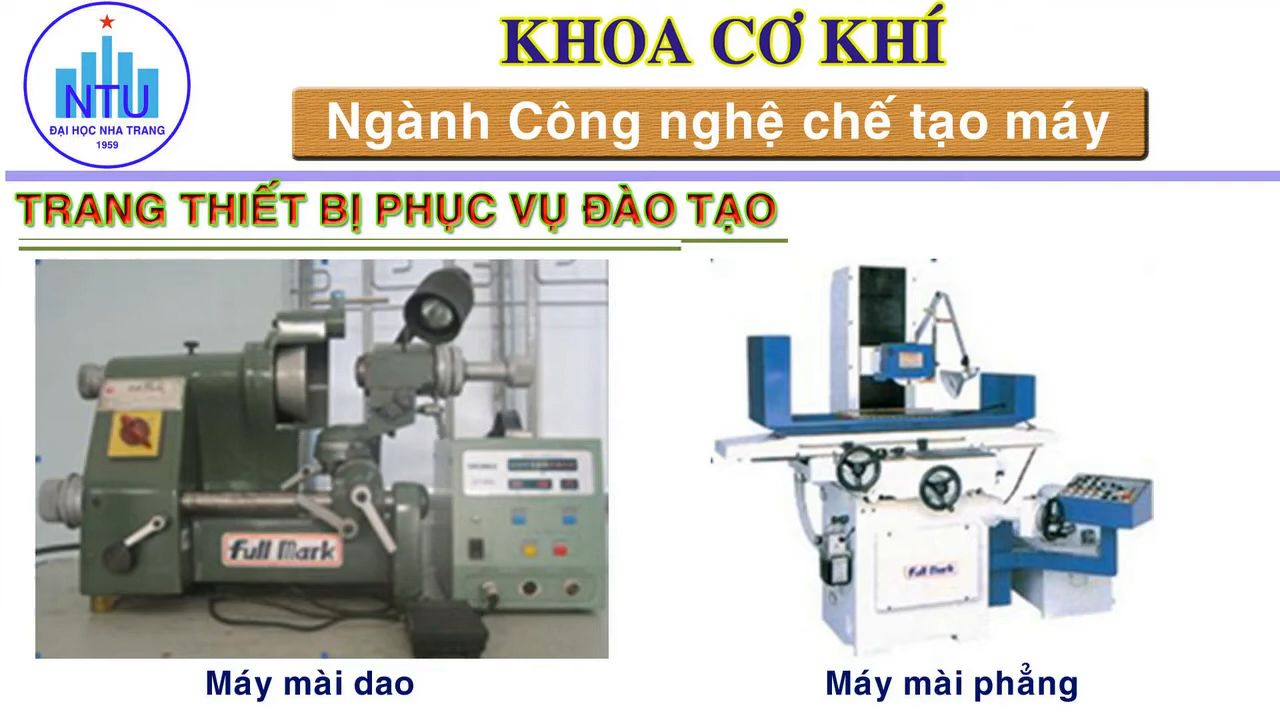 KHOA CƠ KHÍ
NTU
ĐẠI HỌC NHA TRANG
1959
Ngành Công nghệ chế tạo máy
TRANG THIẾT BỊ PHỤC VỤ ĐÀO TẠO
Full Mark
Full Mark
Máy mài dao
Máy mài phẳng